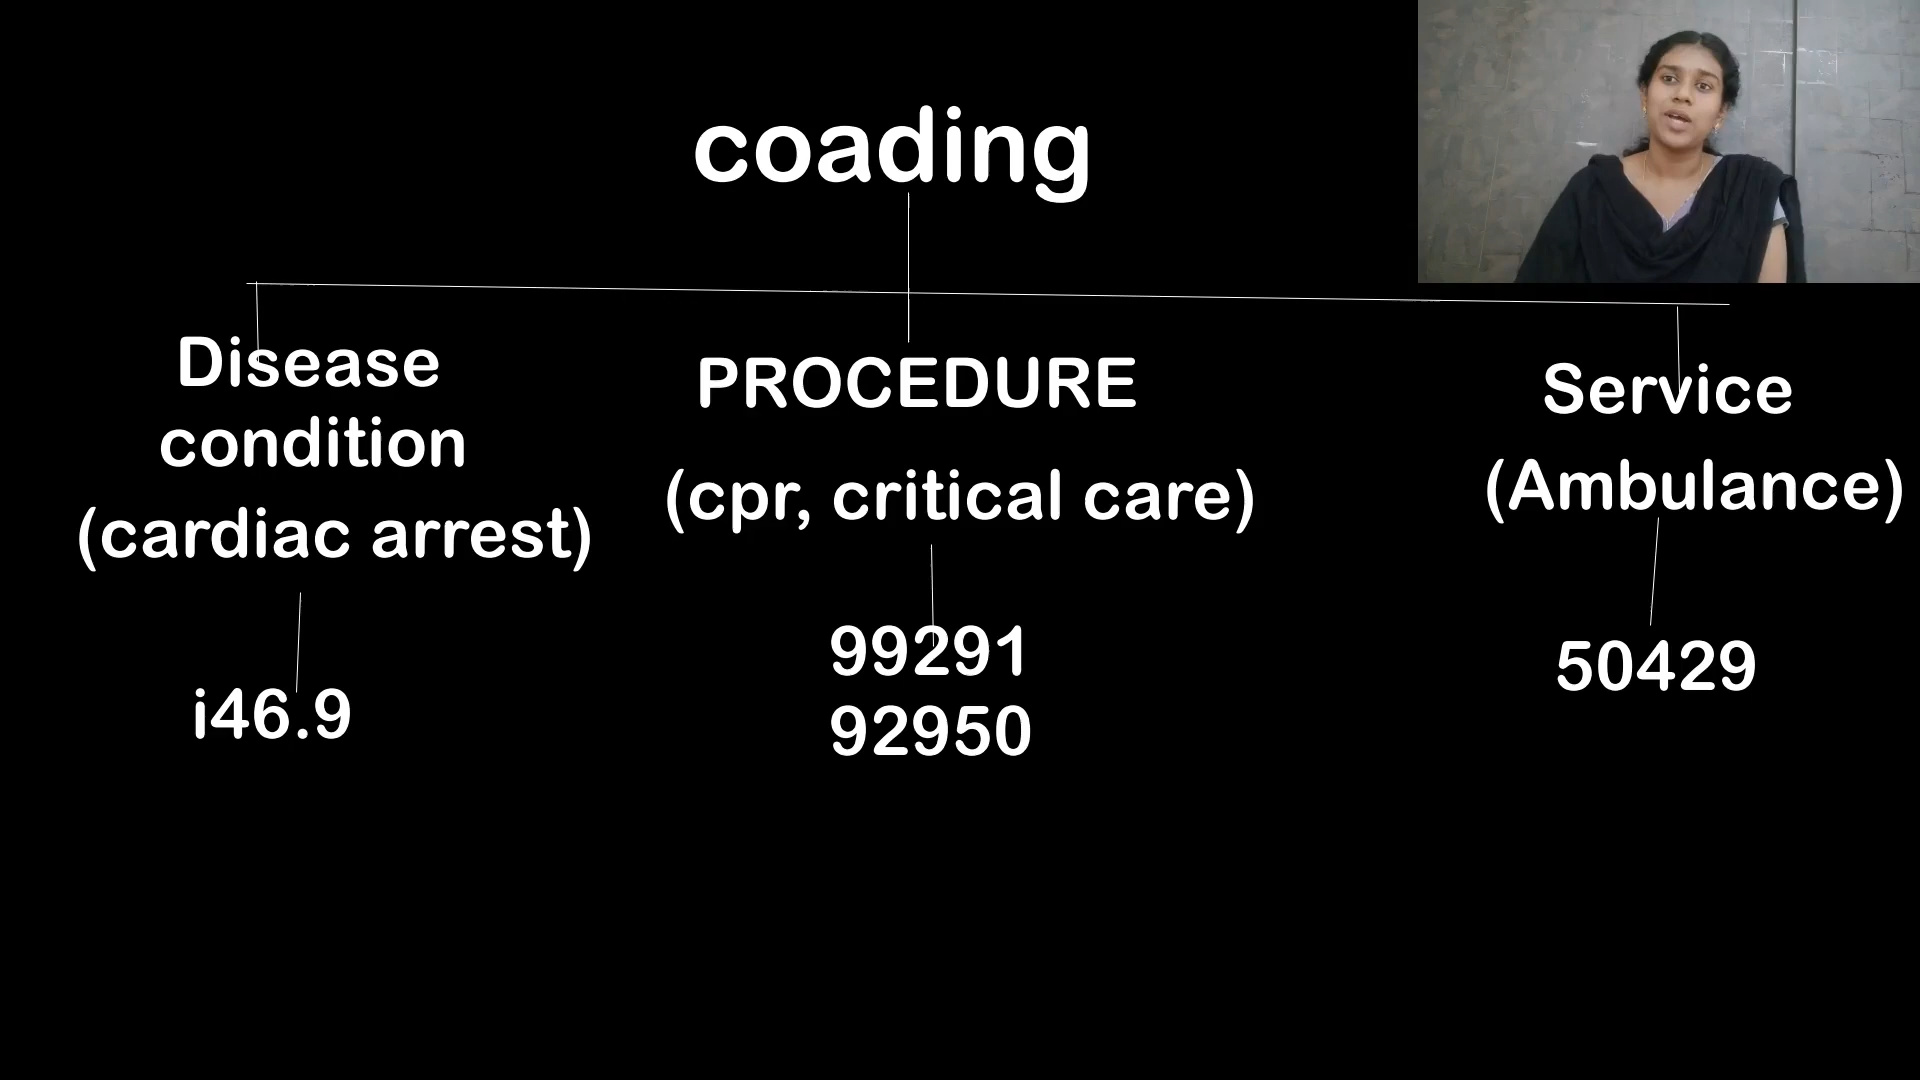 coading
Disease
condition
(cardiac arrest)
i46.9
PROCEDURE
(cpr, critical care)
99291
92950
Service
(Ambulance)
50429